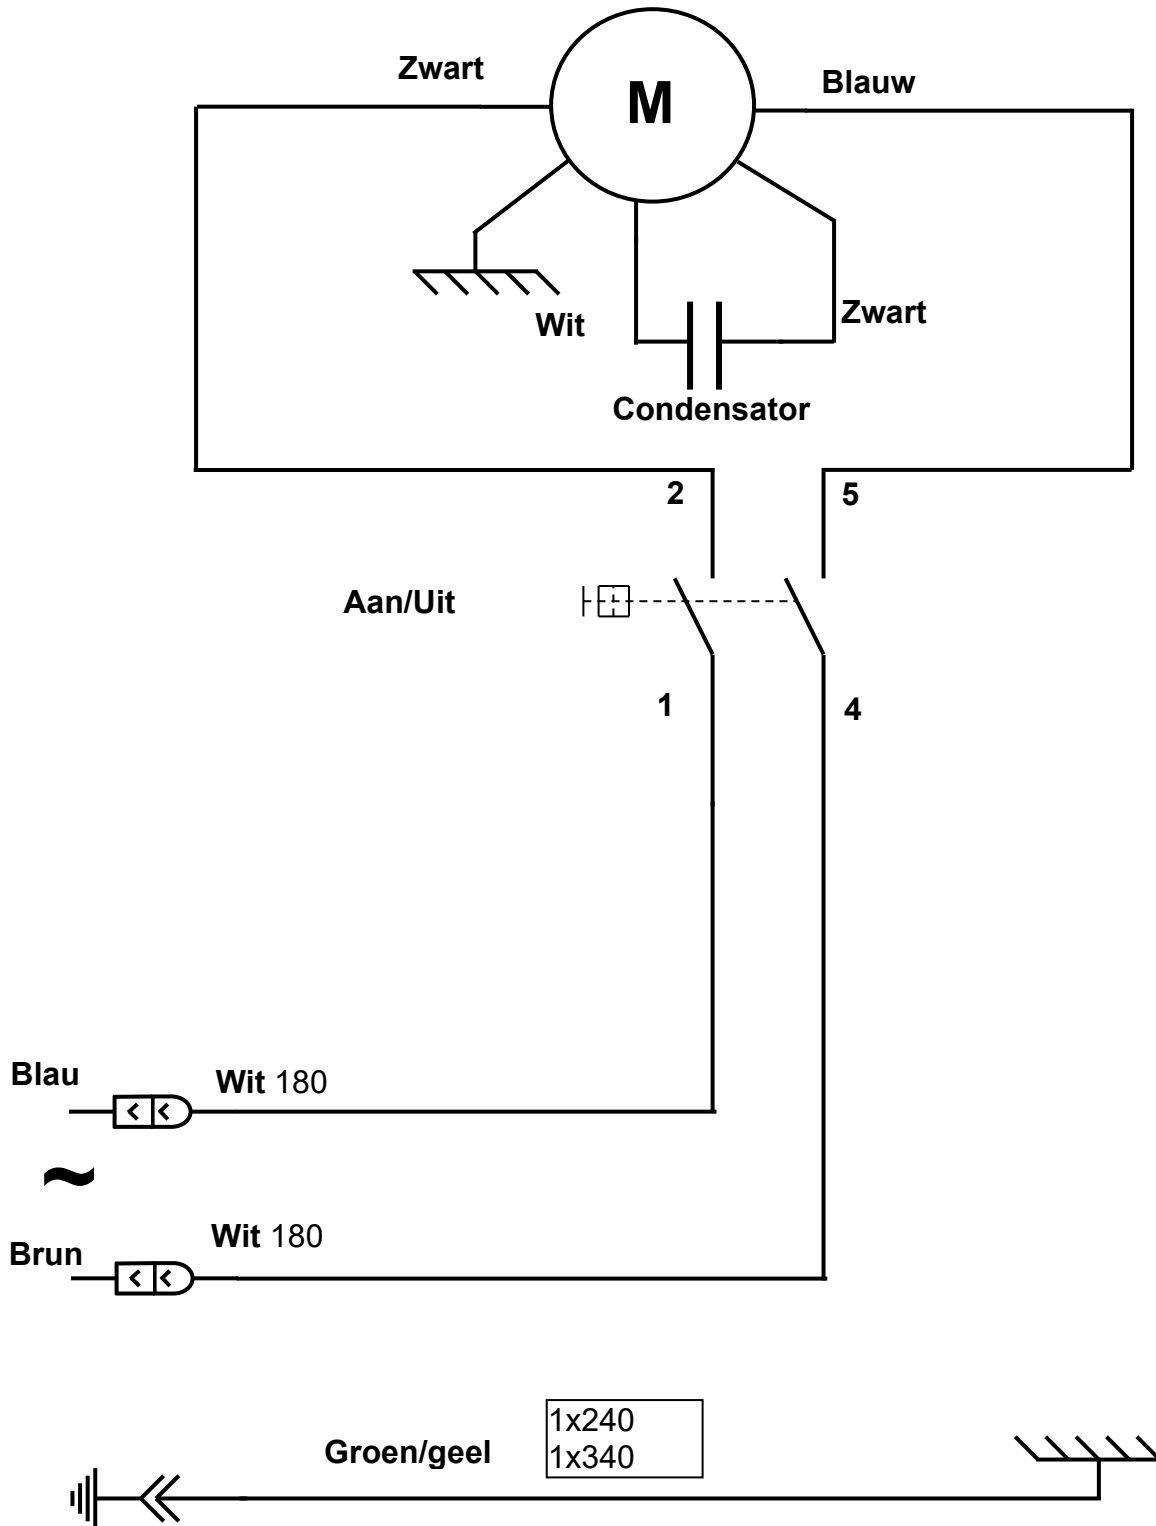 Zwart
M
Blauw
Wit
Zwart
Condensator
2
5
Aan/Uit
1
4
Blau
Wit 180
~
Brun
Wit 180
Groen/geel
1x240
1x340